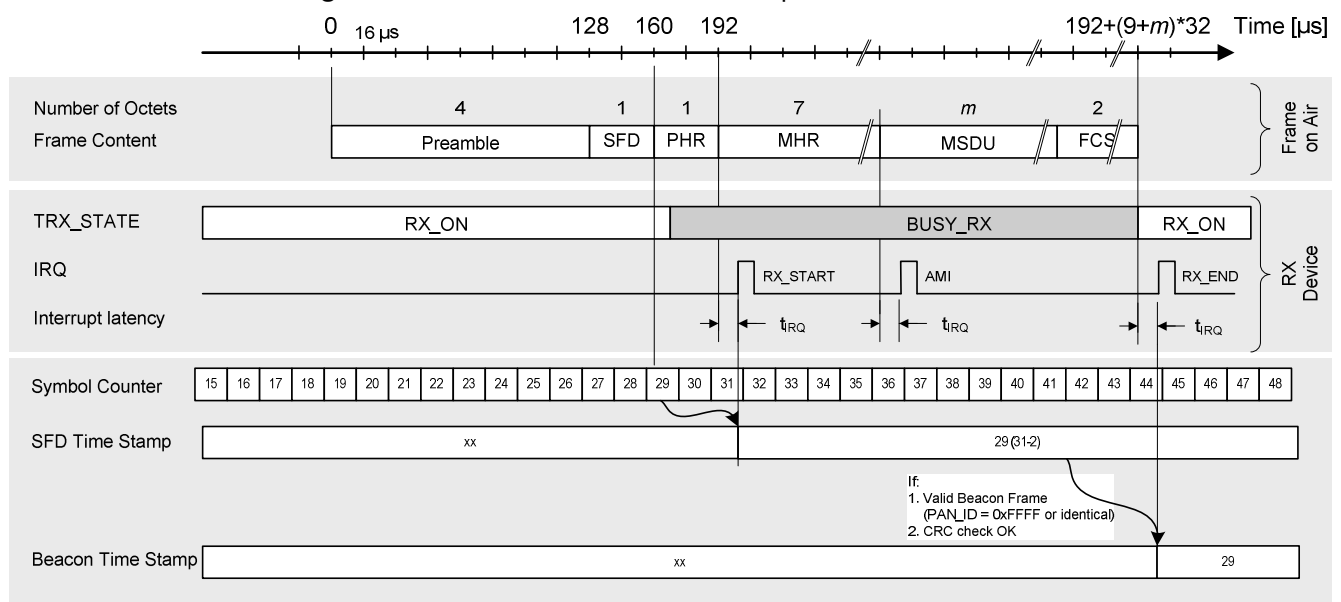 0 16 µs 128 160 192 192+(9+m)*32 Time [µs]
Number of Octets 4 1 1 7 m 2
Frame Content Preamble SFD PHR MHR MSDU FCS
Frame on Air
TRX_STATE RX_ON BUSY_RX RX_ON
IRQ RX_START AMI RX_END
Interrupt latency tIRQ tIRQ tIRQ
RX Device
Symbol Counter 15 16 17 18 19 20 21 22 23 24 25 26 27 28 29 30 31 32 33 34 35 36 37 38 39 40 41 42 43 44 45 46 47 48
SFD Time Stamp xx 29 (31-2)
If:
1. Valid Beacon Frame
(PAN_ID = 0xFFFF or identical)
2. CRC check OK
Beacon Time Stamp xx 29